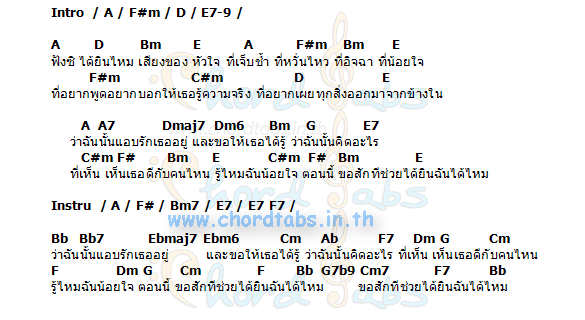 Intro / A / F#m / D / E7-9 /
A D Bm E A F#m Bm E
ฟังซิ ได้ยินไหม เสียงของ หัวใจ ที่เจ็บช้ำ ที่หวั่นไหว ที่อิจฉา ที่น้อยใจ
F#m C#m D E
ที่อยากพูดอยากบอกให้เธอรู้ความจริง ที่อยากเผยทุกสิ่งออกมาจากข้างใน
A A7 Dmaj7 Dm6 Bm G E7
ว่าฉันนั้นแอบรักเธออยู่ และขอให้เธอได้รู้ ว่าฉันนั้นคิดอะไร
C#m F# Bm E C#m F# Bm E
ที่เห็น เห็นเธอดีกับคนไหน รู้ไหมฉันน้อยใจ ตอนนี้ ขอสักทีช่วยได้ยินฉันได้ไหม
Instru / A / F# / Bm7 / E7 / E7 F7 /
www.chordtabs.in.th
Bb Bb7 Ebmaj7 Ebm6 Cm Ab F7 Dm G Cm
ว่าฉันนั้นแอบรักเธออยู่ และขอให้เธอได้รู้ ว่าฉันนั้นคิดอะไร ที่เห็น เห็นเธอดีกับคนไหน
F Dm G Cm F Bb G7b9 Cm7 F7 Bb
รู้ไหมฉันน้อยใจ ตอนนี้ ขอสักทีช่วยได้ยินฉันได้ไหม ขอสักทีช่วยได้ยินฉันได้ไหม